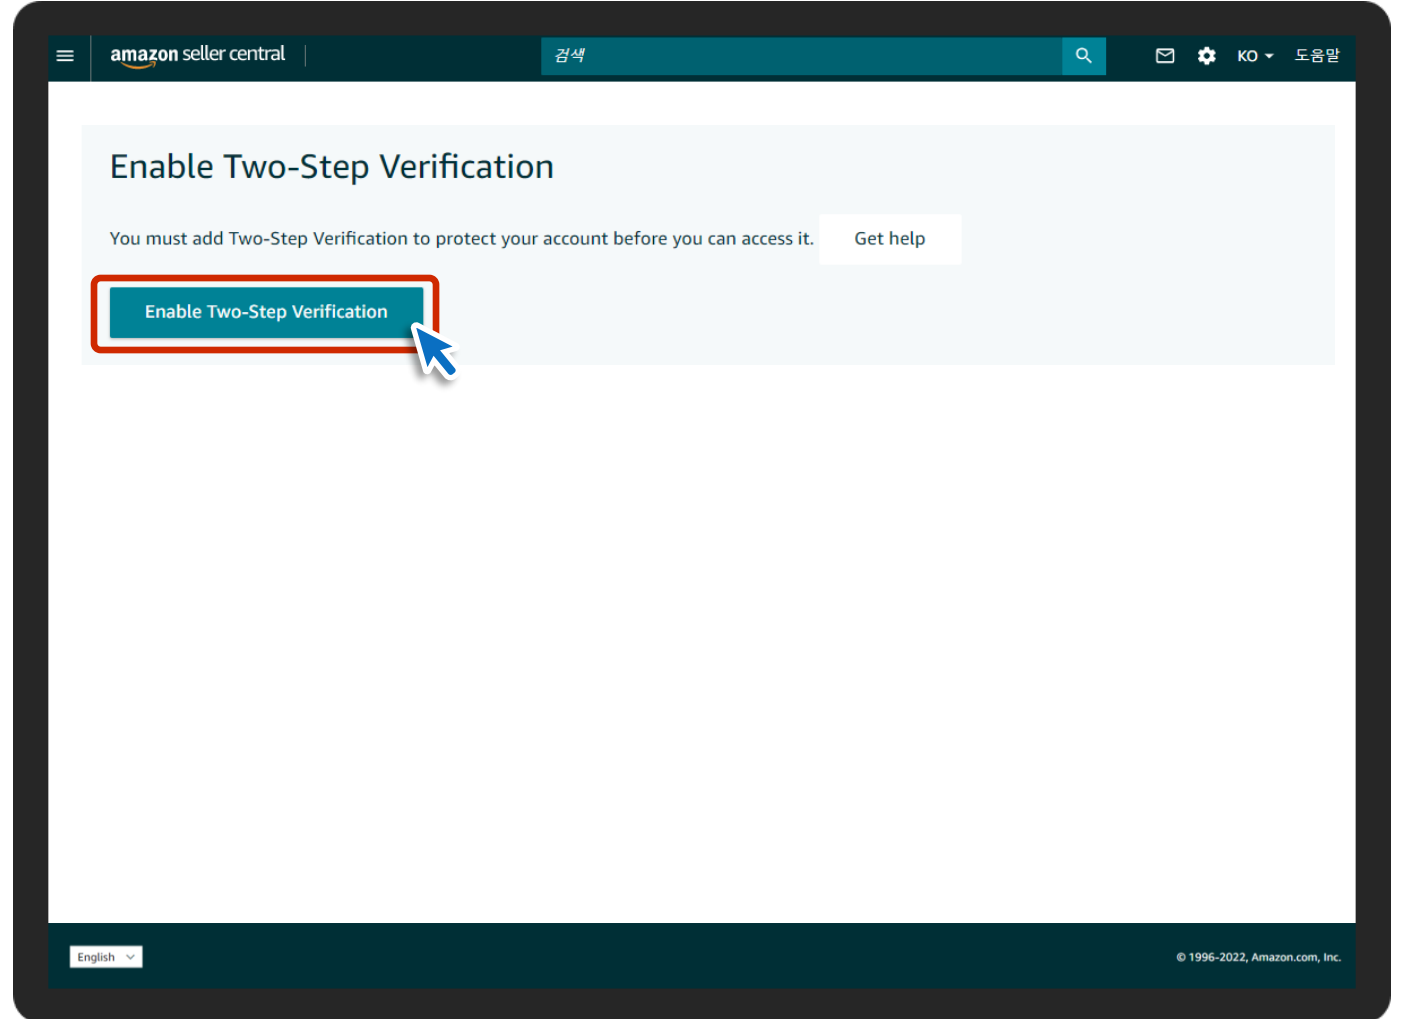 amazon seller central
검색
KO
도움말
Enable Two-Step Verification
You must add Two-Step Verification to protect your account before you can access it.
Get help
Enable Two-Step Verification
English
© 1996-2022, Amazon.com, Inc.